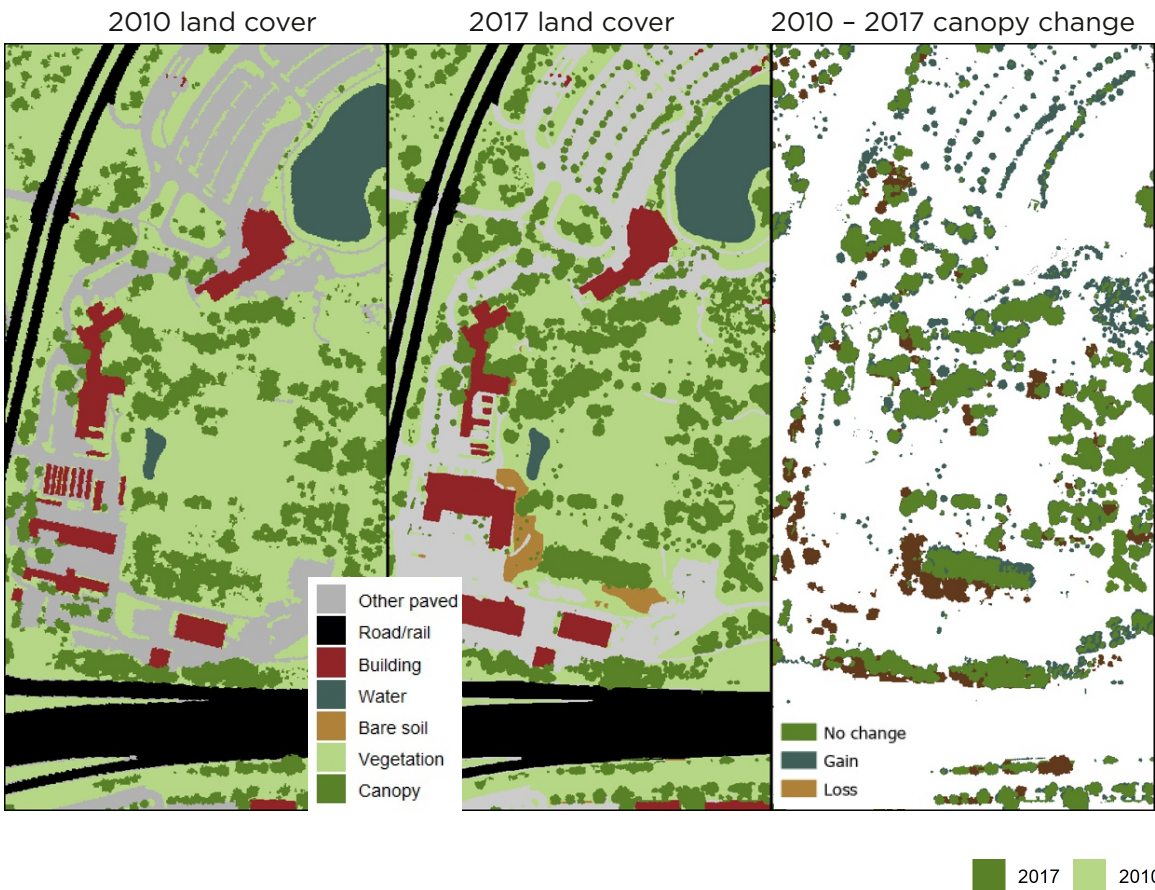 2010 land cover
2017 land cover
2010 – 2017 canopy change
Other paved
Road/rail
Building
Water
Bare soil
Vegetation
Canopy
No change
Gain
Loss
2017
2010